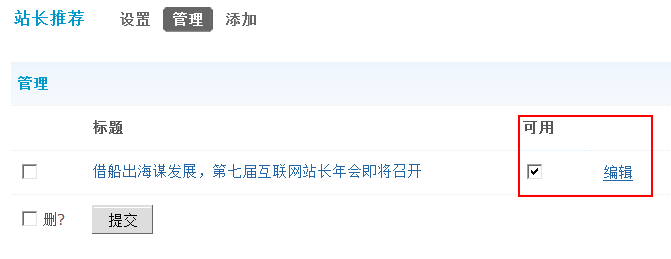 站长推荐 设置 管理 添加
管理
标题 可用
借船出海谋发展，第七届互联网站长年会即将召开 编辑
删? 提交